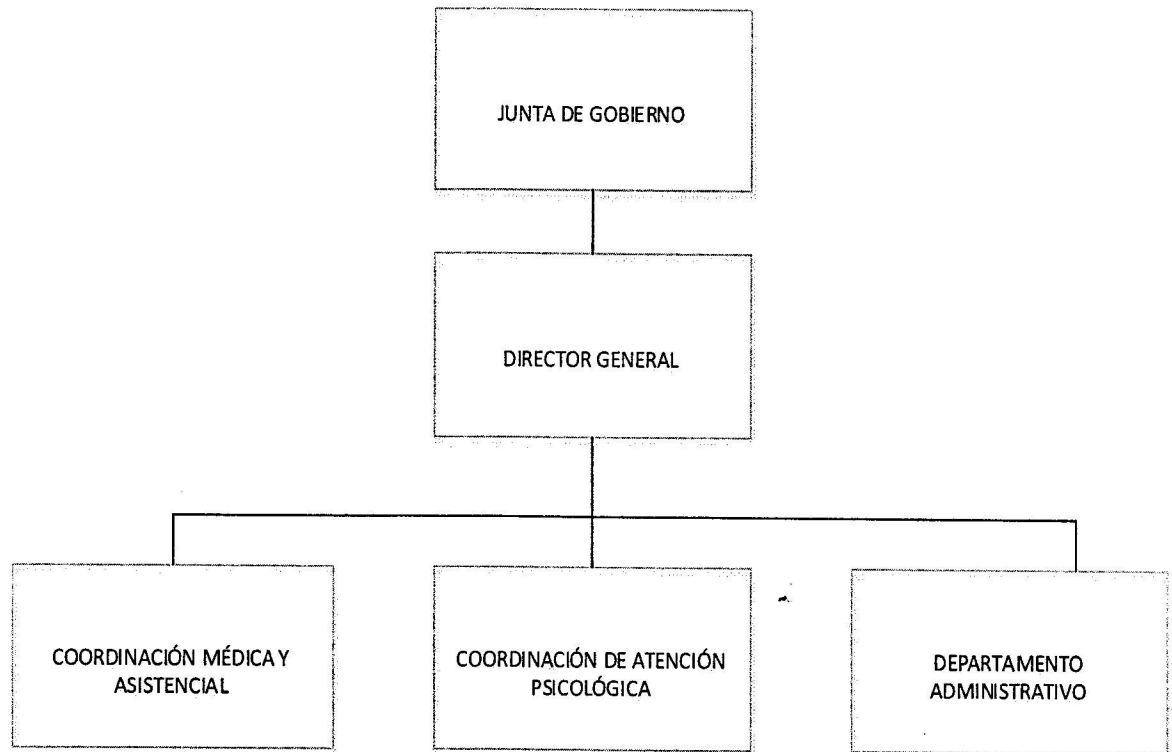 JUNTA DE GOBIERNO
DIRECTOR GENERAL
COORDINACIÓN MÉDICA Y
ASISTENCIAL
COORDINACIÓN DE ATENCIÓN
PSICOLÓGICA
DEPARTAMENTO
ADMINISTRATIVO